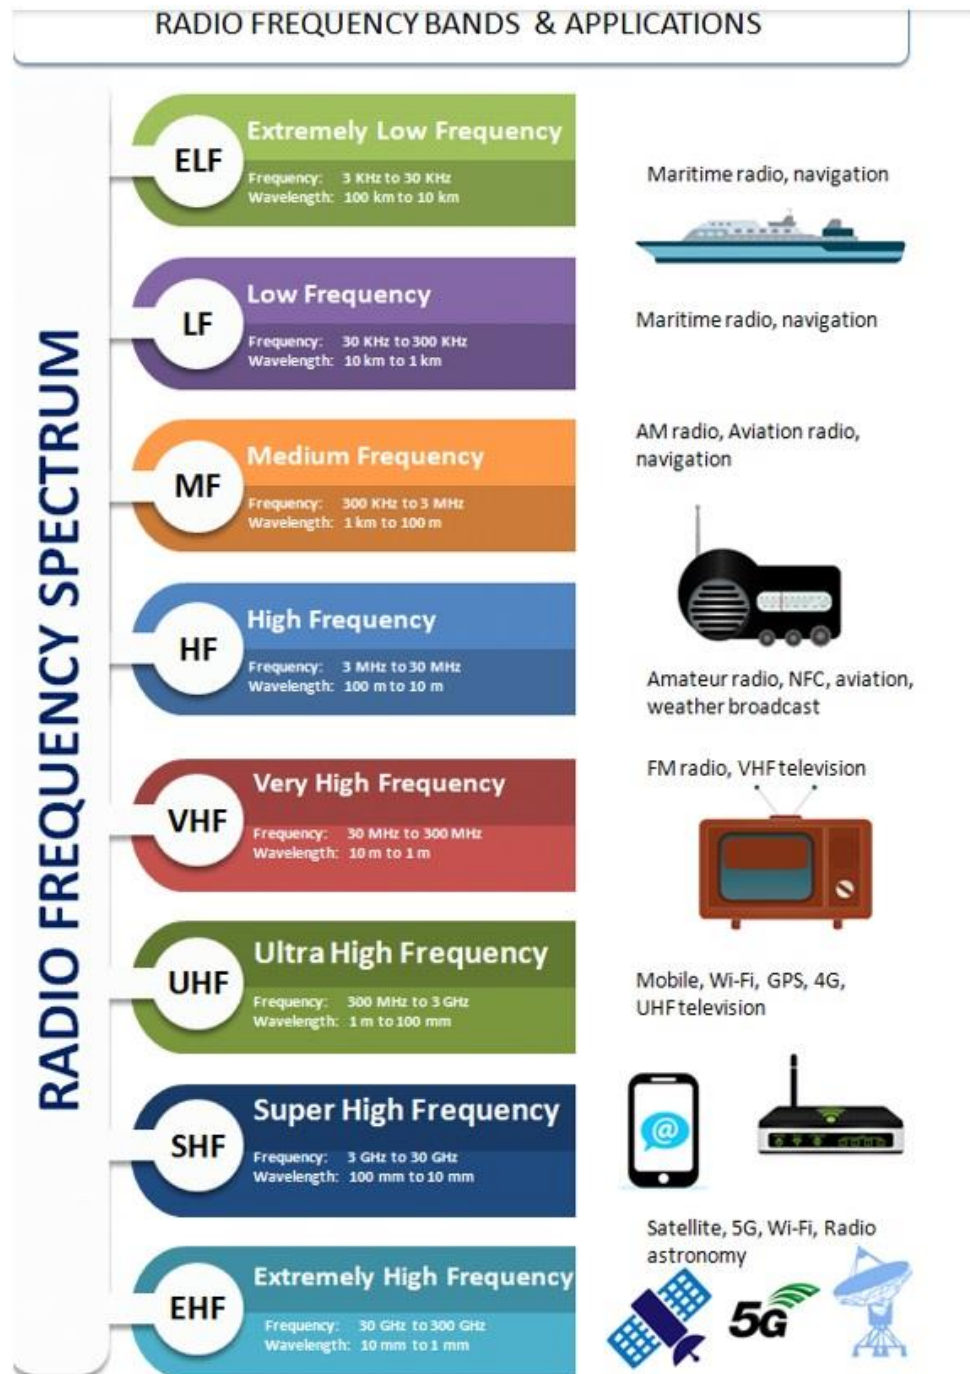 RADIO FREQUENCY BANDS & APPLICATIONS
RADIO FREQUENCY SPECTRUM
ELF
Extremely Low Frequency
Frequency: 3 KHz to 30 KHz
Wavelength: 100 km to 10 km
Maritime radio, navigation
LF
Low Frequency
Frequency: 30 KHz to 300 KHz
Wavelength: 10 km to 1 km
Maritime radio, navigation
MF
Medium Frequency
Frequency: 300 KHz to 3 MHz
Wavelength: 1 km to 100 m
AM radio, Aviation radio,
navigation
HF
High Frequency
Frequency: 3 MHz to 30 MHz
Wavelength: 100 m to 10 m
Amateur radio, NFC, aviation,
weather broadcast
VHF
Very High Frequency
Frequency: 30 MHz to 300 MHz
Wavelength: 10 m to 1 m
FM radio, VHF television
UHF
Ultra High Frequency
Frequency: 300 MHz to 3 GHz
Wavelength: 1 m to 100 mm
Mobile, Wi-Fi, GPS, 4G,
UHF television
@
SHF
Super High Frequency
Frequency: 3 GHz to 30 GHz
Wavelength: 100 mm to 10 mm
Satellite, 5G, Wi-Fi, Radio
astronomy
5G
EHF
Extremely High Frequency
Frequency: 30 GHz to 300 GHz
Wavelength: 10 mm to 1 mm